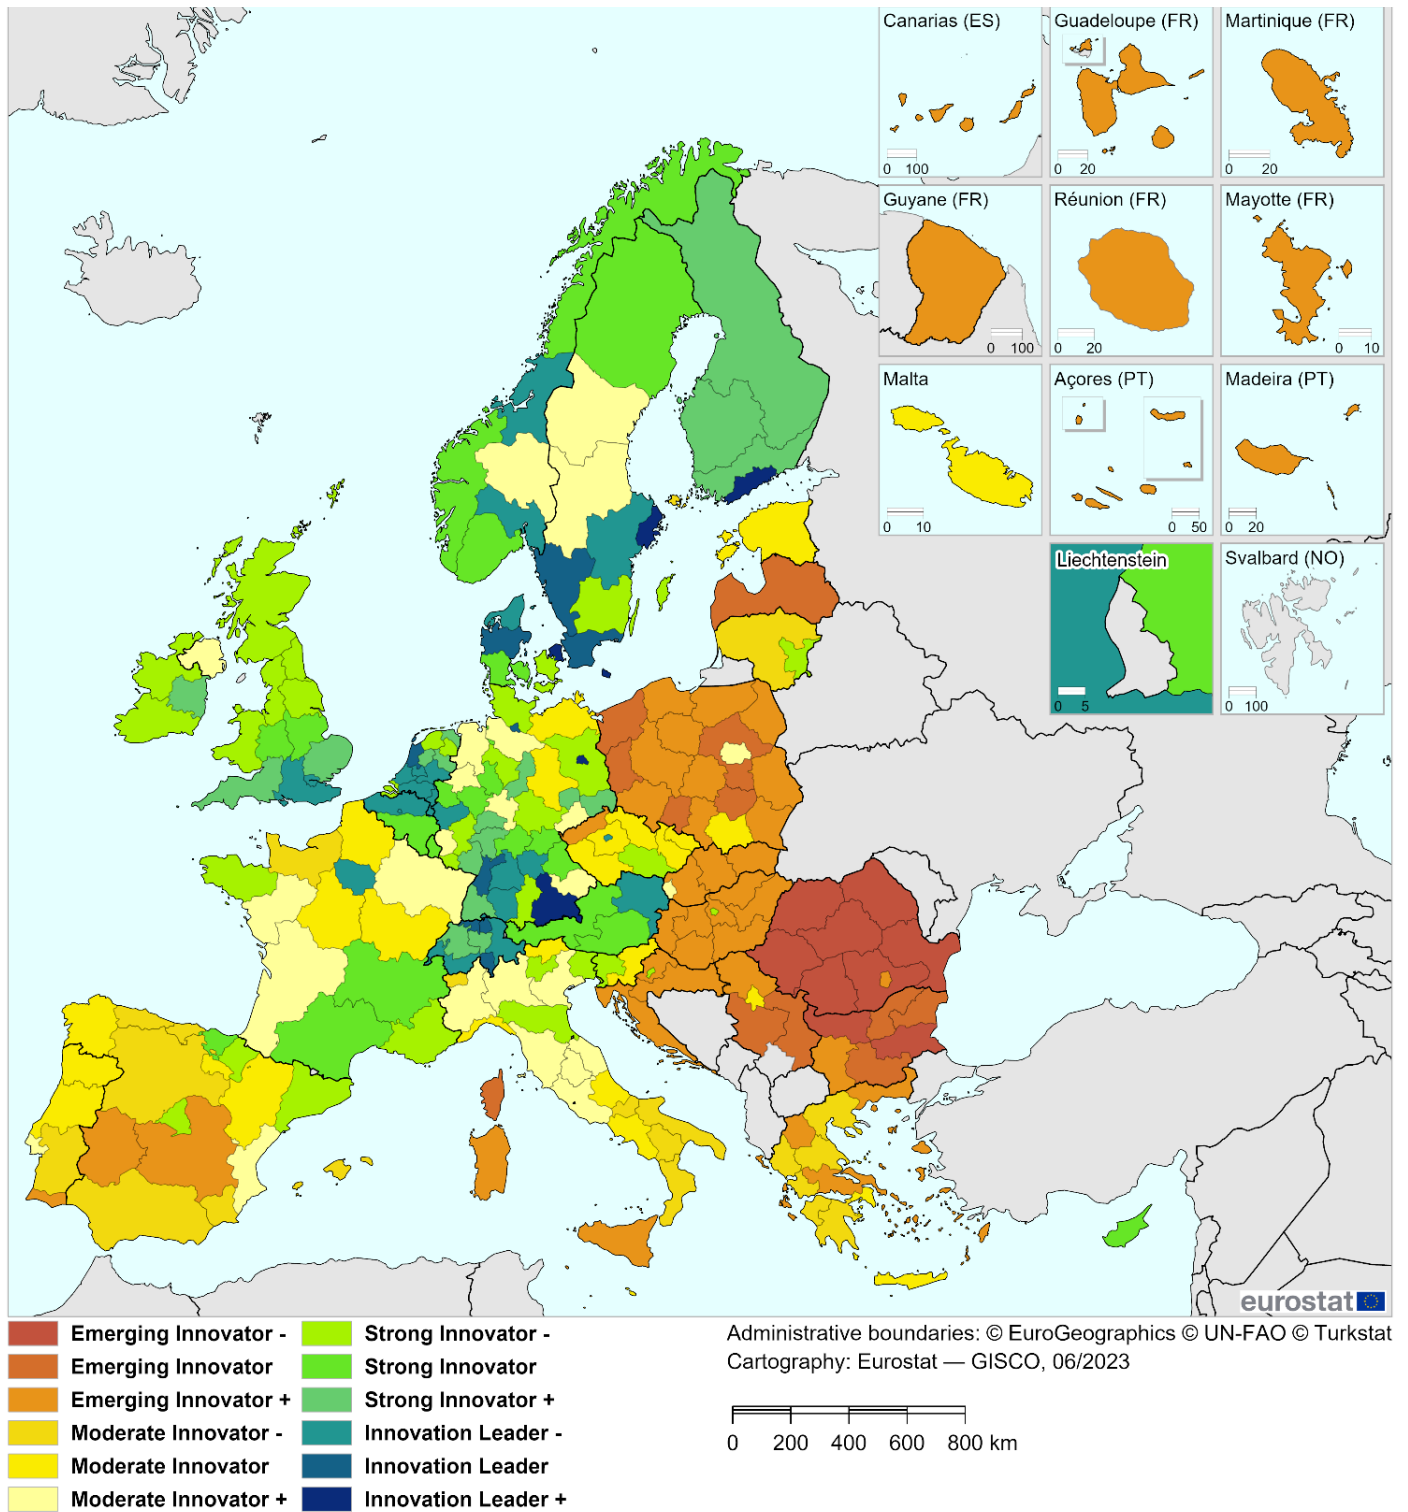 Canarias (ES)
0 100
Guadeloupe (FR)
0 20
Martinique (FR)
0 20
Guyane (FR)
0 100
Réunion (FR)
0 20
Mayotte (FR)
0 10
Malta
0 10
Açores (PT)
0 50
Madeira (PT)
0 20
Liechtenstein
0 5
Svalbard (NO)
0 100
eurostat
Emerging Innovator -
Emerging Innovator
Emerging Innovator +
Moderate Innovator -
Moderate Innovator
Moderate Innovator +
Strong Innovator -
Strong Innovator
Strong Innovator +
Innovation Leader -
Innovation Leader
Innovation Leader +
Administrative boundaries: © EuroGeographics © UN-FAO © Turkstat
Cartography: Eurostat — GISCO, 06/2023
0 200 400 600 800 km